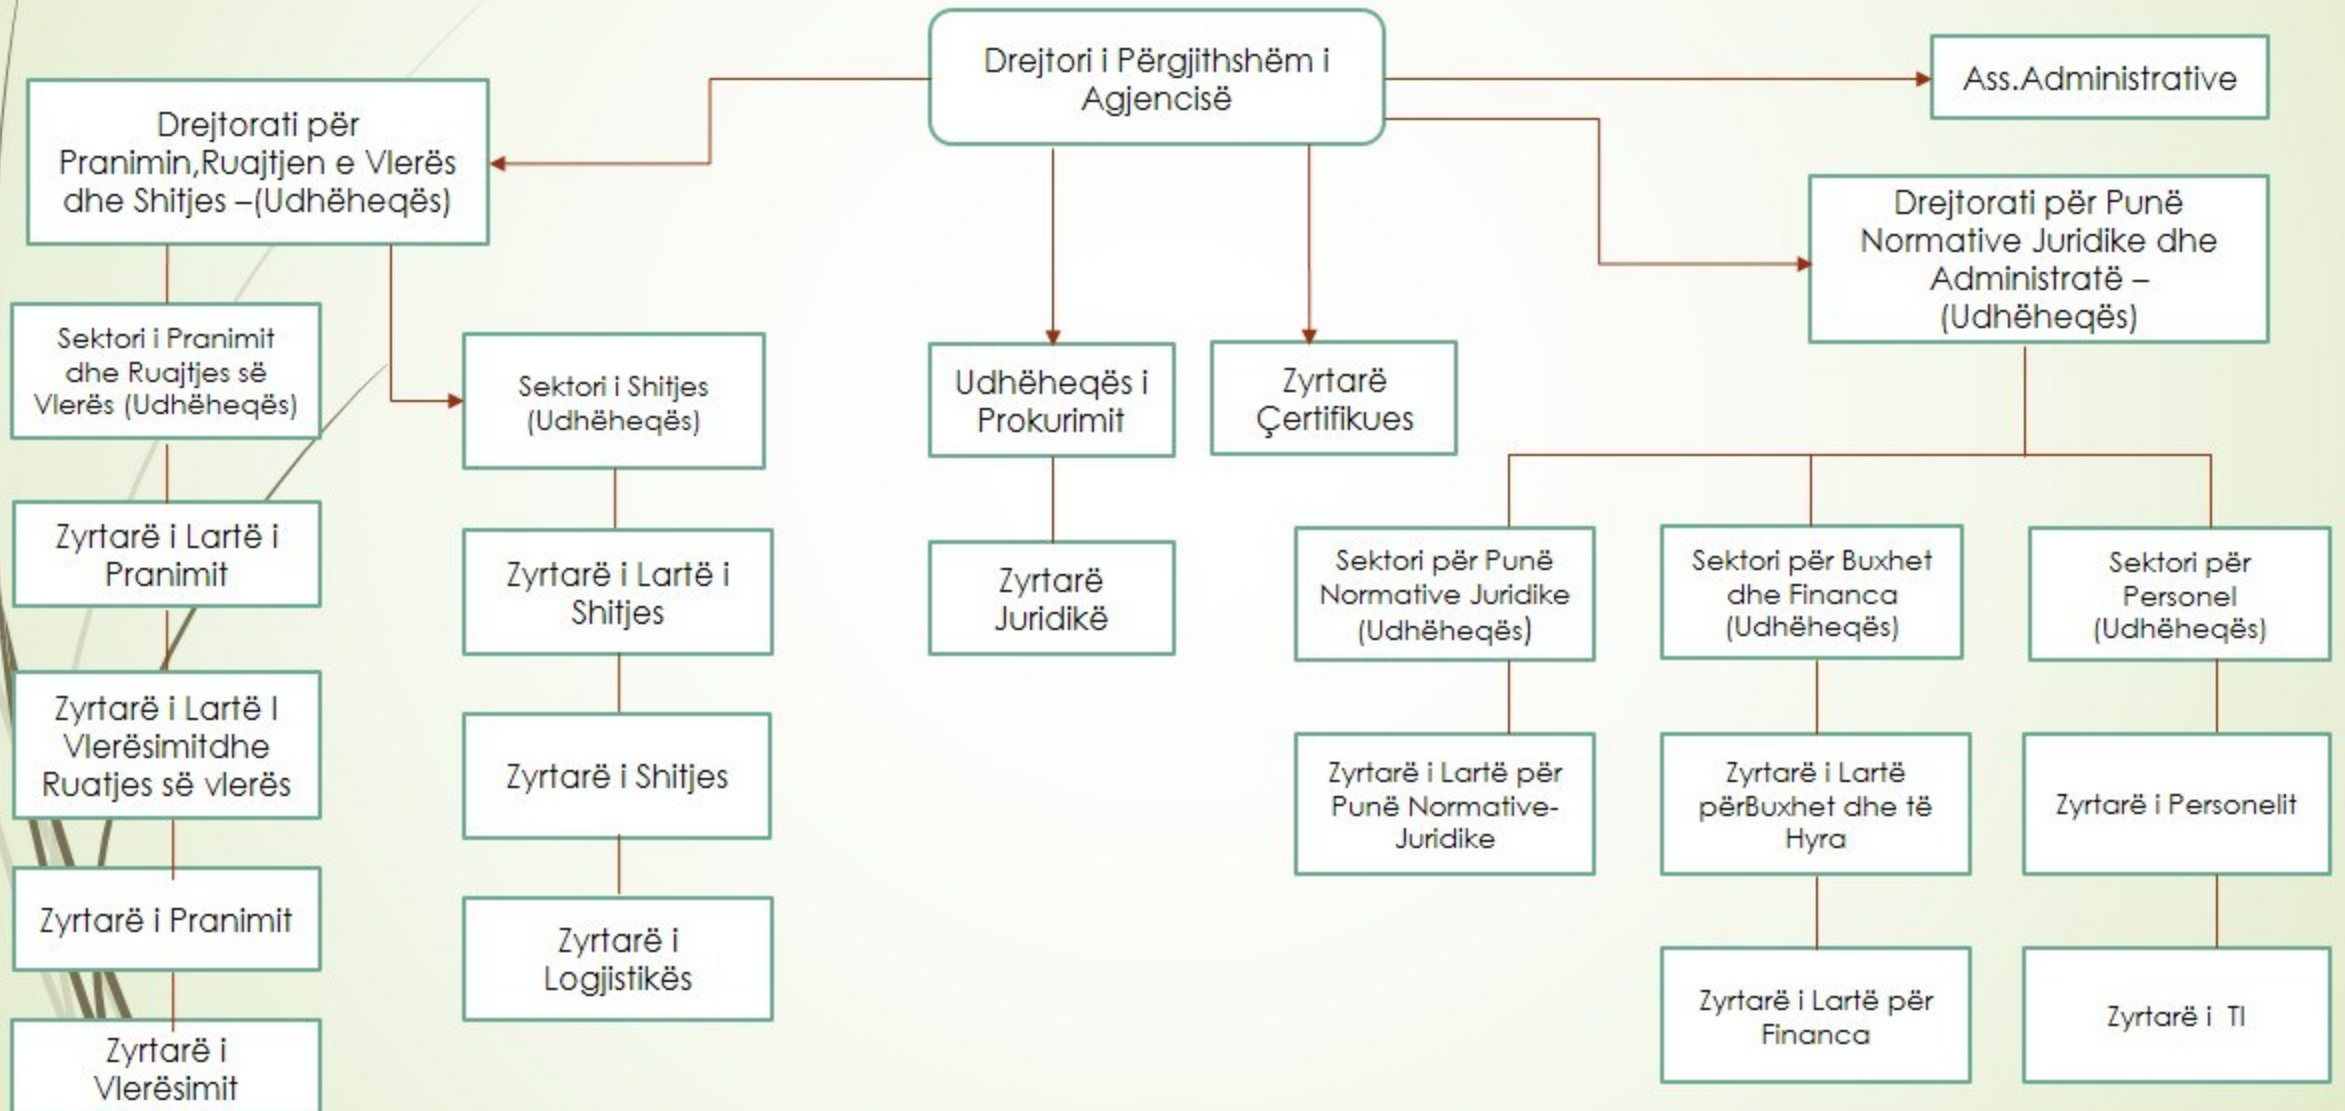 Drejtori i Përgjithshëm i
Agjencisë
Ass.Administrative
Drejtorati për
Pranimin,Ruajtjen e Vlerës
dhe Shitjes –(Udhëheqës)
Drejtorati për Punë
Normative Juridike dhe
Administratë –
(Udhëheqës)
Sektori i Pranimit
dhe Ruajtjes së
Vlerës (Udhëheqës)
Sektori i Shitjes
(Udhëheqës)
Udhëheqës i
Prokurimit
Zyrtarë
Çertifikues
Zyrtarë i Lartë i
Pranimit
Zyrtarë i Lartë i
Shitjes
Zyrtarë
Juridikë
Sektori për Punë
Normative Juridike
(Udhëheqës)
Sektori për Buxhet
dhe Financa
(Udhëheqës)
Sektori për
Personel
(Udhëheqës)
Zyrtarë i Lartë I
Vlerësimitdhe
Ruatjes së vlerës
Zyrtarë i Shitjes
Zyrtarë i Lartë për
Punë Normative-
Juridike
Zyrtarë i Lartë
përBuxhet dhe të
Hyra
Zyrtarë i Personelit
Zyrtarë i Pranimit
Zyrtarë i
Logjistikës
Zyrtarë i Lartë për
Financa
Zyrtarë i TI
Zyrtarë i
Vlerësimit